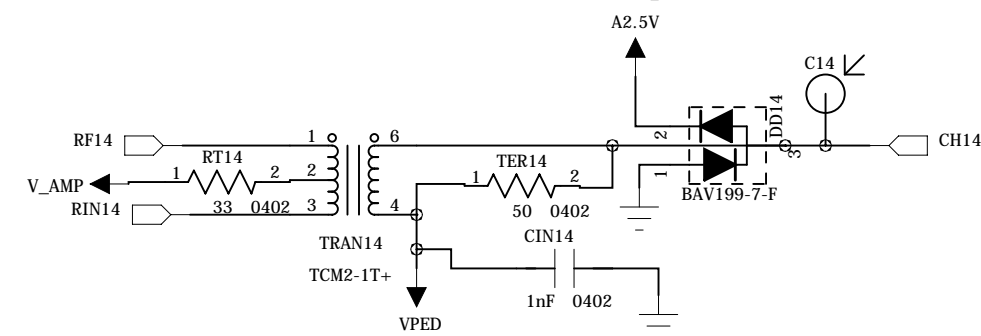 A2.5V
C14
DD14
2
RF14
1
6
3
CH14
RT14
TER14
1
2
2
1
2
1
V_AMP
BAV199-7-F
RIN14
33
0402
3
4
50
0402
TRAN14
CIN14
TCM2-1T+
1nF
0402
VPED